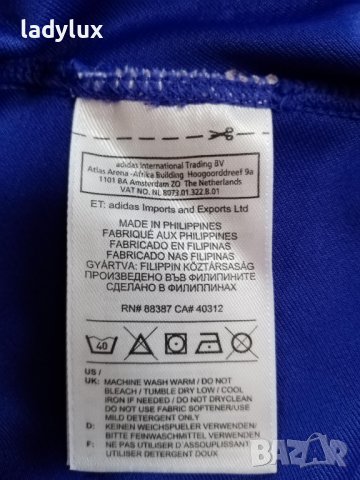 ladylux
adidas International Trading BV
Atlas Arena - Afrika Building Hoogoorddreef 9a
1101 BA Amsterdam ZO The Netherlands
VAT NO. NL 8073.01.322.B.01
ET: adidas Imports and Exports Ltd
MADE IN PHILIPPINES
FABRIQUÉ AUX PHILIPPINES
FABRICADO EN FILIPINAS
FABRICADO NAS FILIPINAS
GYÁRTVA: FILIPPIN KÖZTÁRSASÁG
ПРОИЗВЕДЕНО ВЪВ ФИЛИПИНИТЕ
СДЕЛАНО В ФИЛИППИНАХ
RN# 88387 CA# 40312
40
US /
UK: MACHINE WASH WARM / DO NOT
BLEACH / TUMBLE DRY LOW / COOL
IRON IF NEEDED / DO NOT DRYCLEAN /
DO NOT USE FABRIC SOFTENER/USE
MILD DETERGENT ONLY
D: KEINEN WEICHSPUELER VERWENDEN/
BITTE FEINWASCHMITTEL VERWENDEN
F: NE PAS UTILISER D'ASSOUPLISSANT/
UTILISER DETERGENT DOUX
BAZAR